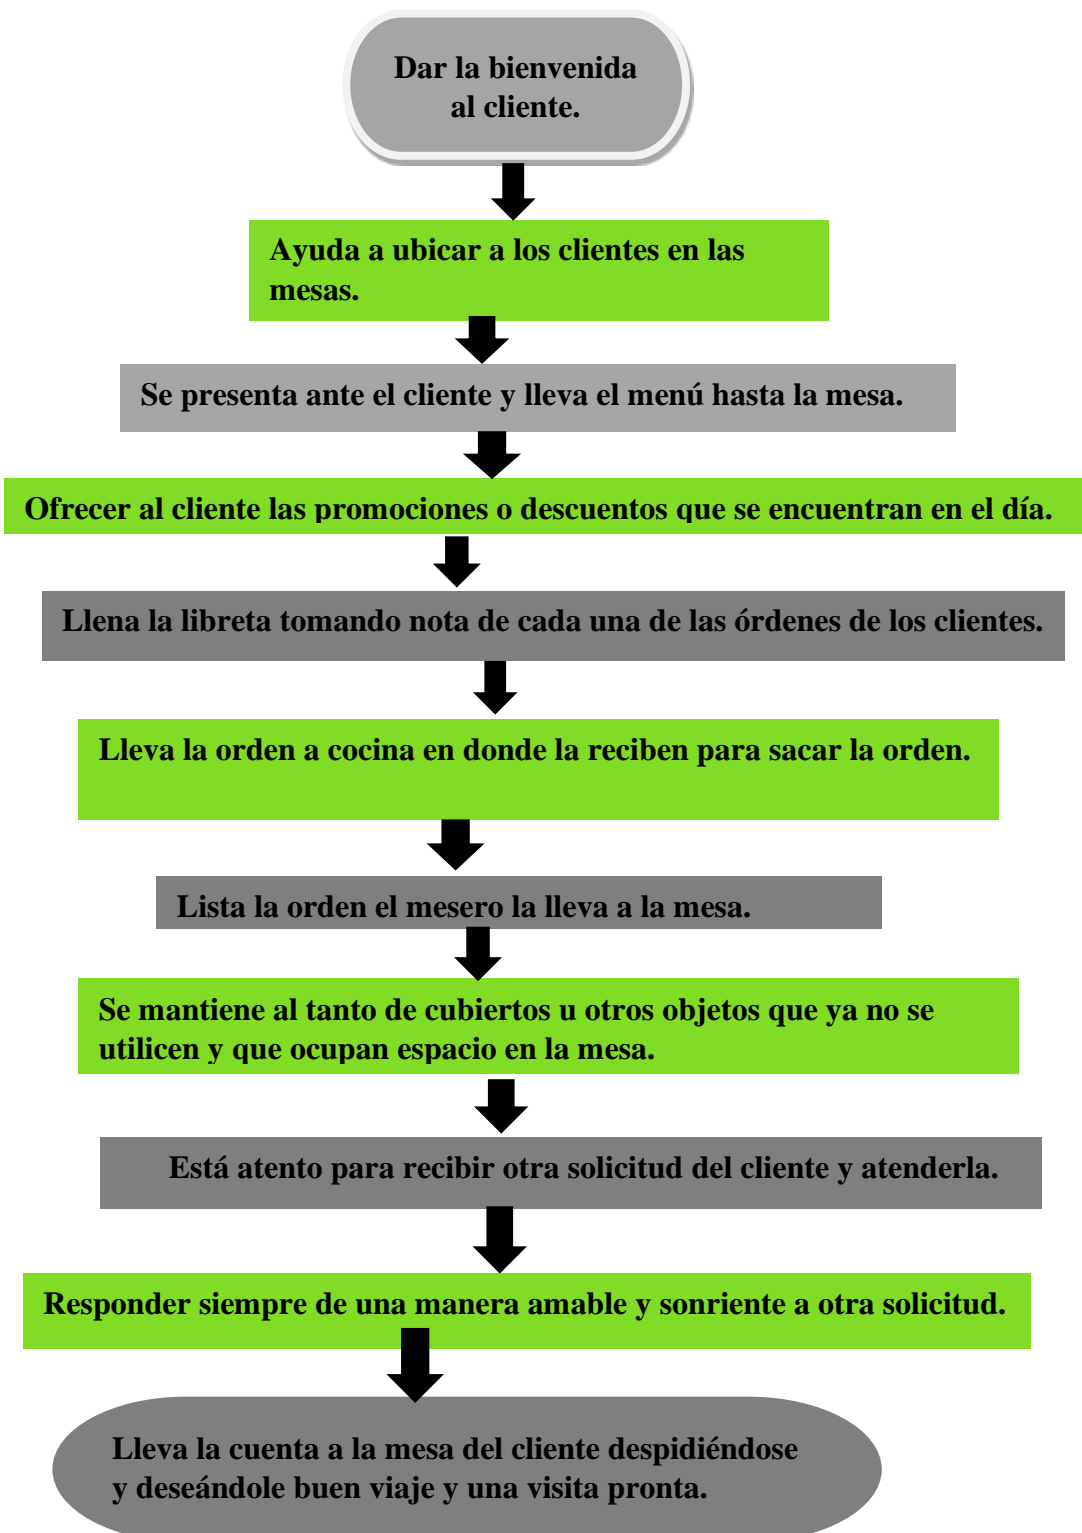 Dar la bienvenida
al cliente.
Ayuda a ubicar a los clientes en las
mesas.
Se presenta ante el cliente y lleva el menú hasta la mesa.
Ofrecer al cliente las promociones o descuentos que se encuentran en el día.
Llena la libreta tomando nota de cada una de las órdenes de los clientes.
Lleva la orden a cocina en donde la reciben para sacar la orden.
Lista la orden el mesero la lleva a la mesa.
Se mantiene al tanto de cubiertos u otros objetos que ya no se
utilicen y que ocupan espacio en la mesa.
Está atento para recibir otra solicitud del cliente y atenderla.
Responder siempre de una manera amable y sonriente a otra solicitud.
Lleva la cuenta a la mesa del cliente despidiéndose
y deseándole buen viaje y una visita pronta.